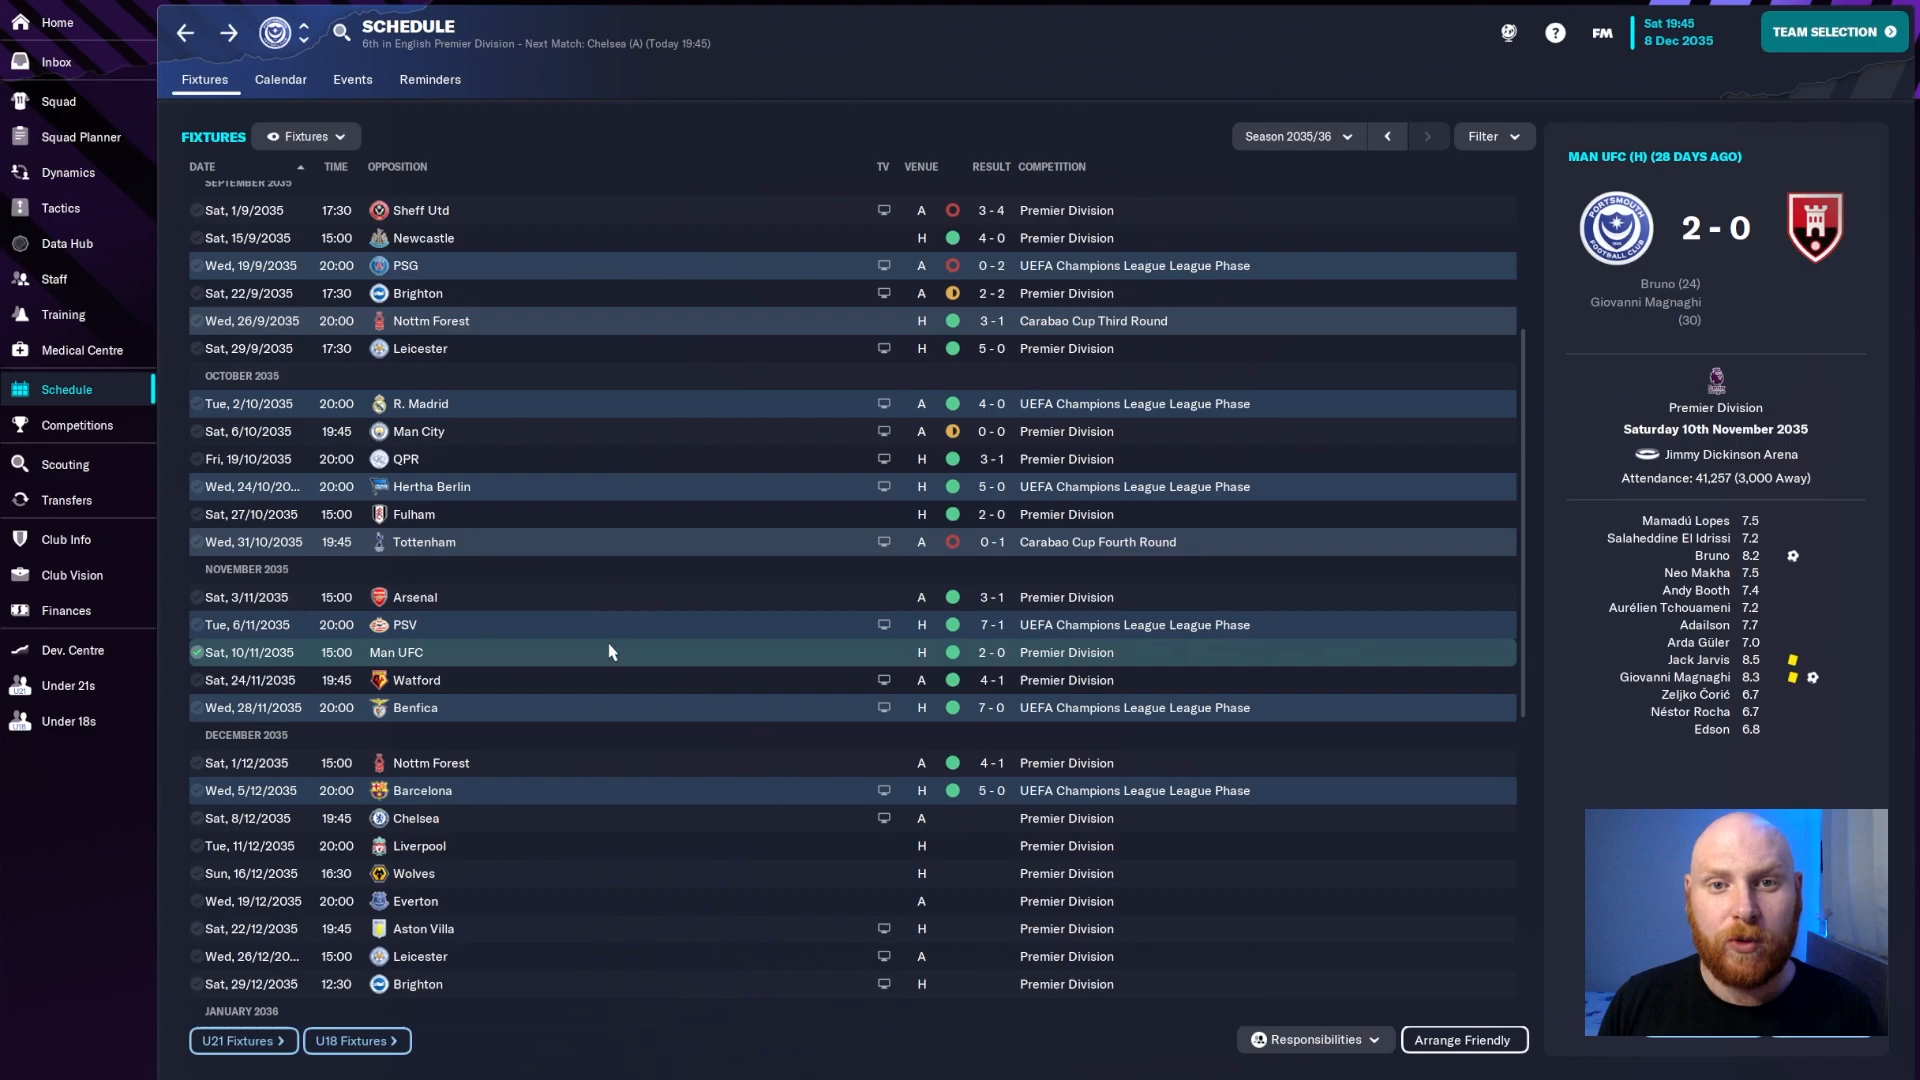 Home
Inbox
Squad
Squad Planner
Dynamics
Tactics
Data Hub
Staff
Training
Medical Centre
Schedule
Competitions
Scouting
Transfers
Club Info
Club Vision
Finances
Dev. Centre
U21 Under 21s
U18 Under 18s
SCHEDULE
6th in English Premier Division - Next Match: Chelsea (A) (Today 19:45)
? FM Sat 19:45
8 Dec 2035
TEAM SELECTION
Fixtures Calendar Events Reminders
FIXTURES Fixtures Season 2035/36 Filter
DATE TIME OPPOSITION TV VENUE RESULT COMPETITION
SEPTEMBER 2035
Sat, 1/9/2035 17:30 Sheff Utd A 3 - 4 Premier Division
Sat, 15/9/2035 15:00 Newcastle H 4 - 0 Premier Division
Wed, 19/9/2035 20:00 PSG A 0 - 2 UEFA Champions League League Phase
Sat, 22/9/2035 17:30 Brighton A 2 - 2 Premier Division
Wed, 26/9/2035 20:00 Nottm Forest H 3 - 1 Carabao Cup Third Round
Sat, 29/9/2035 17:30 Leicester H 5 - 0 Premier Division
OCTOBER 2035
Tue, 2/10/2035 20:00 R. Madrid A 4 - 0 UEFA Champions League League Phase
Sat, 6/10/2035 19:45 Man City A 0 - 0 Premier Division
Fri, 19/10/2035 20:00 QPR H 3 - 1 Premier Division
Wed, 24/10/20... 20:00 Hertha Berlin H 5 - 0 UEFA Champions League League Phase
Sat, 27/10/2035 15:00 Fulham H 2 - 0 Premier Division
Wed, 31/10/2035 19:45 Tottenham A 0 - 1 Carabao Cup Fourth Round
NOVEMBER 2035
Sat, 3/11/2035 15:00 Arsenal A 3 - 1 Premier Division
Tue, 6/11/2035 20:00 PSV H 7 - 1 UEFA Champions League League Phase
Sat, 10/11/2035 15:00 Man UFC H 2 - 0 Premier Division
Sat, 24/11/2035 19:45 Watford A 4 - 1 Premier Division
Wed, 28/11/2035 20:00 Benfica H 7 - 0 UEFA Champions League League Phase
DECEMBER 2035
Sat, 1/12/2035 15:00 Nottm Forest A 4 - 1 Premier Division
Wed, 5/12/2035 20:00 Barcelona H 5 - 0 UEFA Champions League League Phase
Sat, 8/12/2035 19:45 Chelsea A Premier Division
Tue, 11/12/2035 20:00 Liverpool H Premier Division
Sun, 16/12/2035 16:30 Wolves H Premier Division
Wed, 19/12/2035 20:00 Everton A Premier Division
Sat, 22/12/2035 19:45 Aston Villa H Premier Division
Wed, 26/12/20... 15:00 Leicester A Premier Division
Sat, 29/12/2035 12:30 Brighton H Premier Division
JANUARY 2036
U21 Fixtures U18 Fixtures Responsibilities Arrange Friendly
MAN UFC (H) (28 DAYS AGO)
PORTSMOUTH
FOOTBALL CLUB
2 - 0
Bruno (24)
Giovanni Magnaghi
(30)
Premier Division
Saturday 10th November 2035
Jimmy Dickinson Arena
Attendance: 41,257 (3,000 Away)
Mamadú Lopes 7.5
Salaheddine El Idrissi 7.2
Bruno 8.2
Neo Makha 7.5
Andy Booth 7.4
Aurélien Tchouameni 7.2
Adailson 7.7
Arda Güler 7.0
Jack Jarvis 8.5
Giovanni Magnaghi 8.3
Zeljko Čorić 6.7
Néstor Rocha 6.7
Edson 6.8